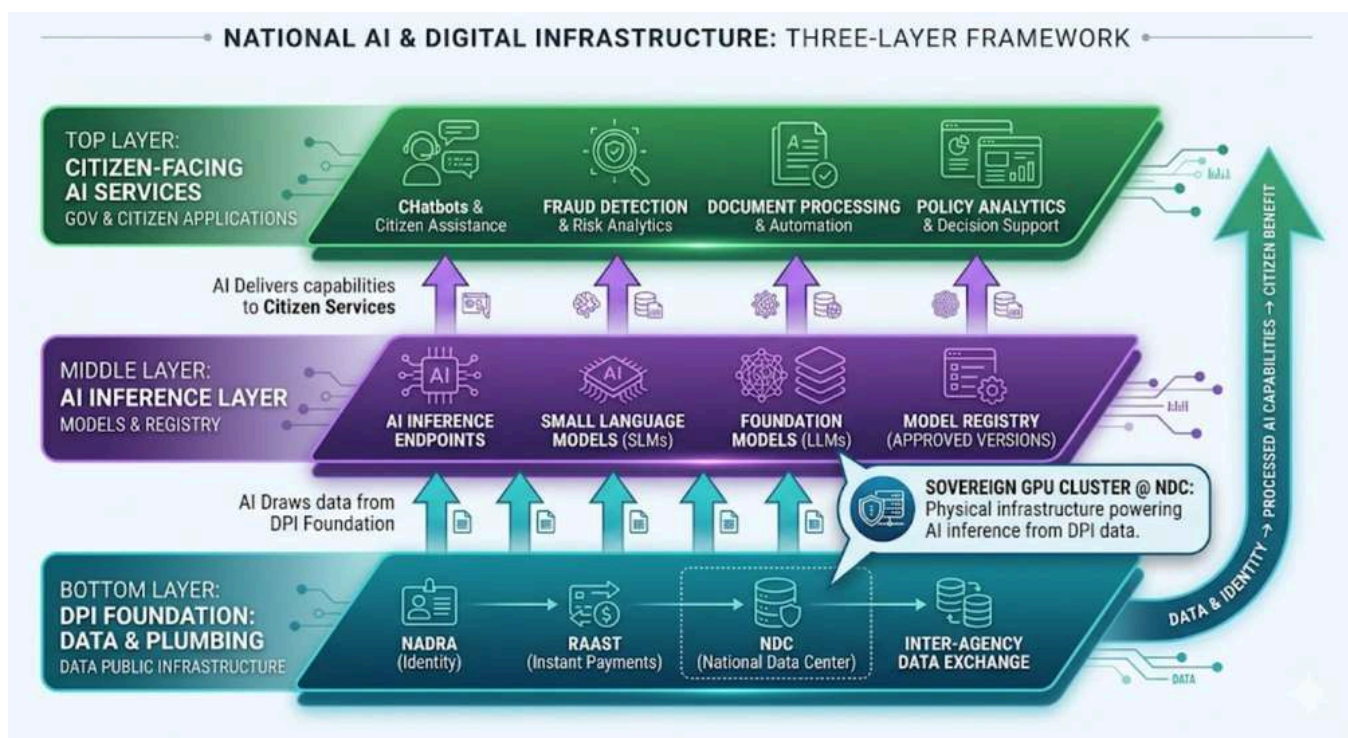 NATIONAL AI & DIGITAL INFRASTRUCTURE: THREE-LAYER FRAMEWORK
TOP LAYER:
CITIZEN-FACING
AI SERVICES
GOV & CITIZEN APPLICATIONS
CHatbots &
Citizen Assistance
FRAUD DETECTION
& Risk Analytics
DOCUMENT PROCESSING
& Automation
POLICY ANALYTICS
& Decision Support
AI Delivers capabilities
to Citizen Services
MIDDLE LAYER:
AI INFERENCE LAYER
MODELS & REGISTRY
AI
AI INFERENCE
ENDPOINTS
AI
SMALL LANGUAGE
MODELS (SLMs)
FOUNDATION
MODELS (LLMs)
MODEL REGISTRY
(APPROVED VERSIONS)
AI Draws data from
DPI Foundation
SOVEREIGN GPU CLUSTER @ NDC:
Physical infrastructure powering
AI inference from DPI data.
BOTTOM LAYER:
DPI FOUNDATION:
DATA & PLUMBING
DATA PUBLIC INFRASTRUCTURE
NADRA
(Identity)
RAAST
(Instant Payments)
NDC
(National Data Center)
INTER-AGENCY
DATA EXCHANGE
DATA
DATA & IDENTITY → PROCESSED AI CAPABILITIES → CITIZEN BENEFIT